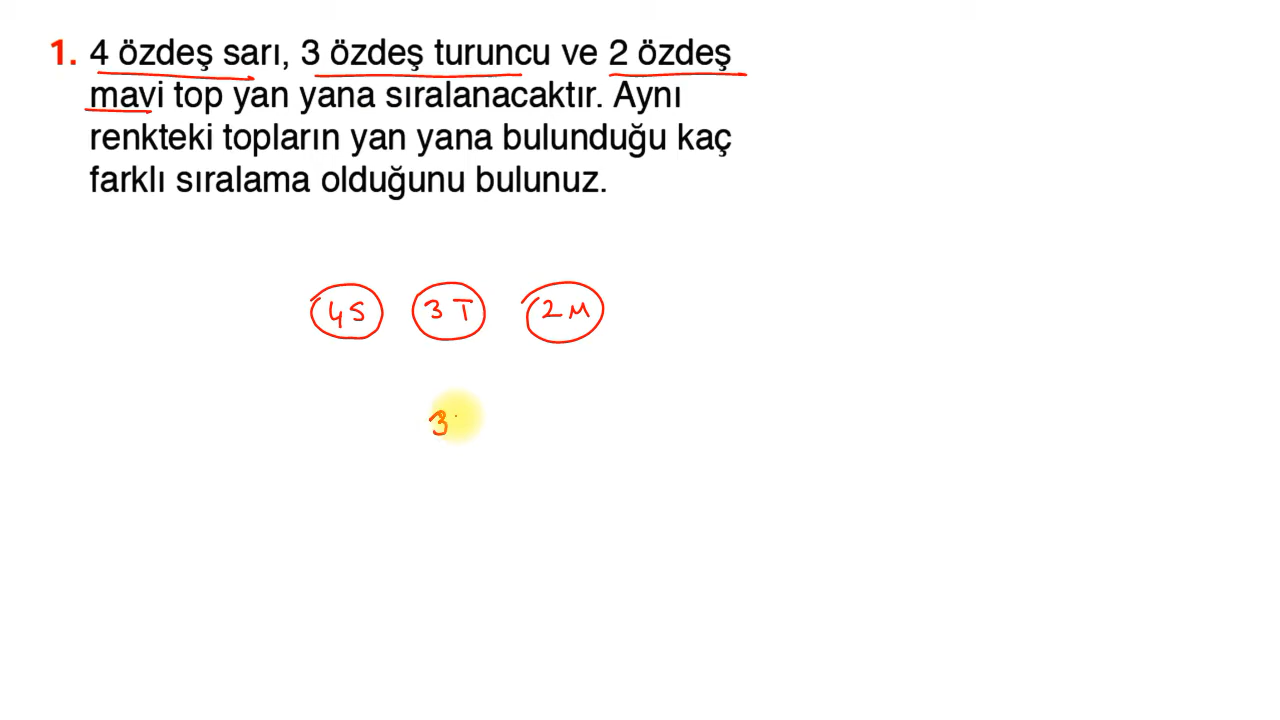 1. 4 özdeş sarı, 3 özdeş turuncu ve 2 özdeş
mavi top yan yana sıralanacaktır. Aynı
renkteki topların yan yana bulunduğu kaç
farklı sıralama olduğunu bulunuz.
4S 3T 2M
3